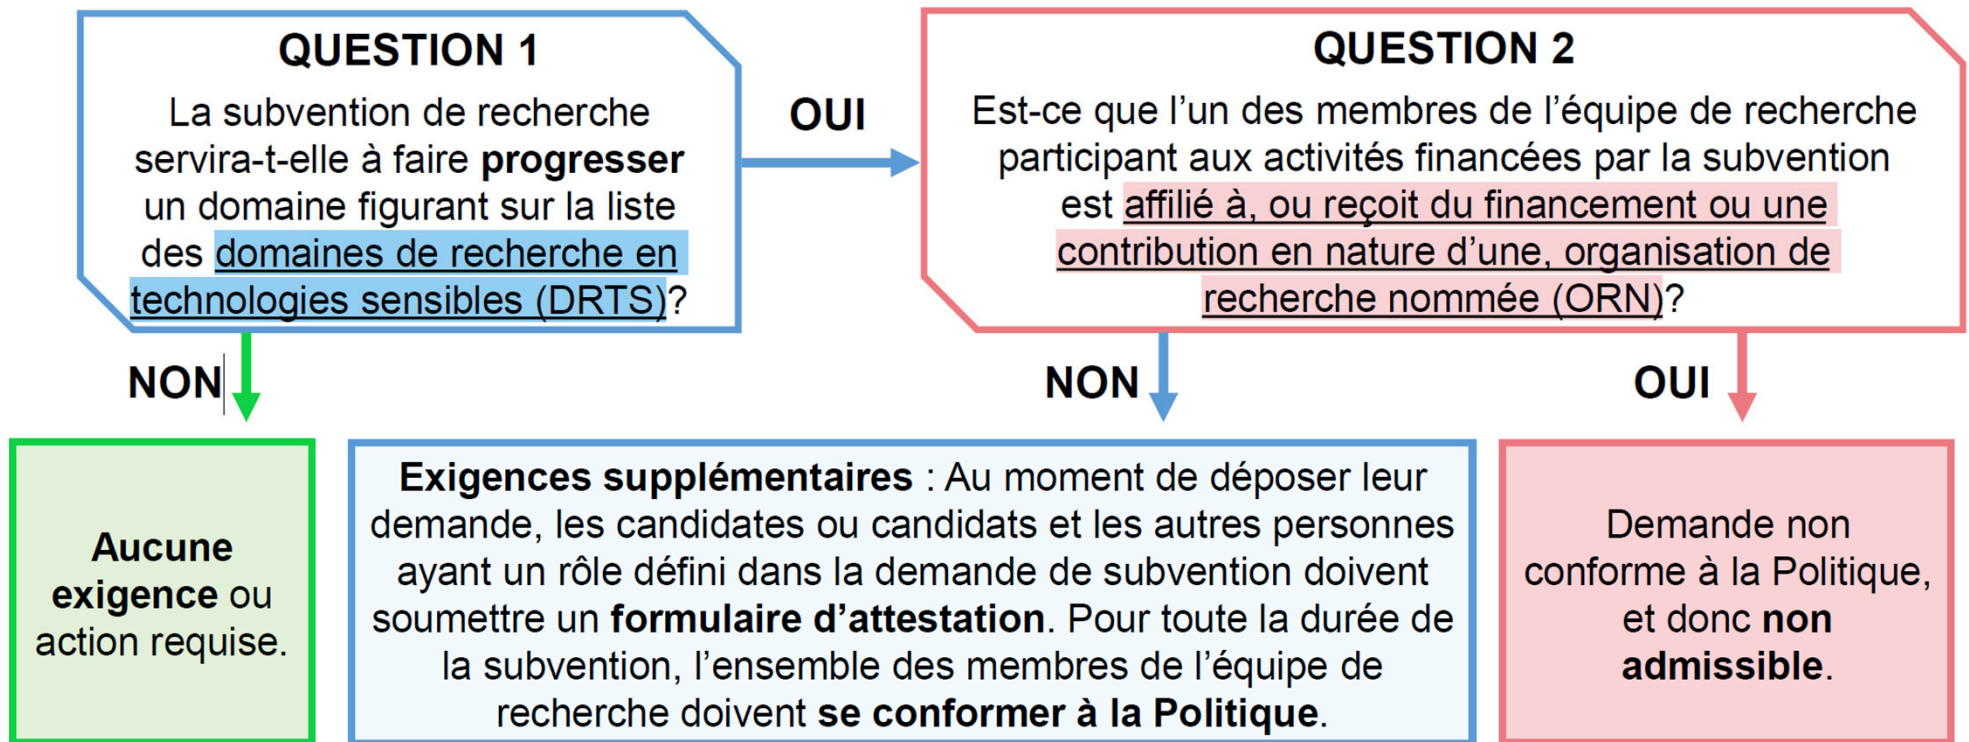 QUESTION 1
La subvention de recherche
servira-t-elle à faire progresser
un domaine figurant sur la liste
des domaines de recherche en
technologies sensibles (DRTS)?
OUI
QUESTION 2
Est-ce que l’un des membres de l’équipe de recherche
participant aux activités financées par la subvention
est affilié à, ou reçoit du financement ou une
contribution en nature d’une, organisation de
recherche nommée (ORN)?
NON
NON
OUI
Aucune
exigence ou
action requise.
Exigences supplémentaires : Au moment de déposer leur
demande, les candidates ou candidats et les autres personnes
ayant un rôle défini dans la demande de subvention doivent
soumettre un formulaire d’attestation. Pour toute la durée de
la subvention, l’ensemble des membres de l’équipe de
recherche doivent se conformer à la Politique.
Demande non
conforme à la Politique,
et donc non
admissible.